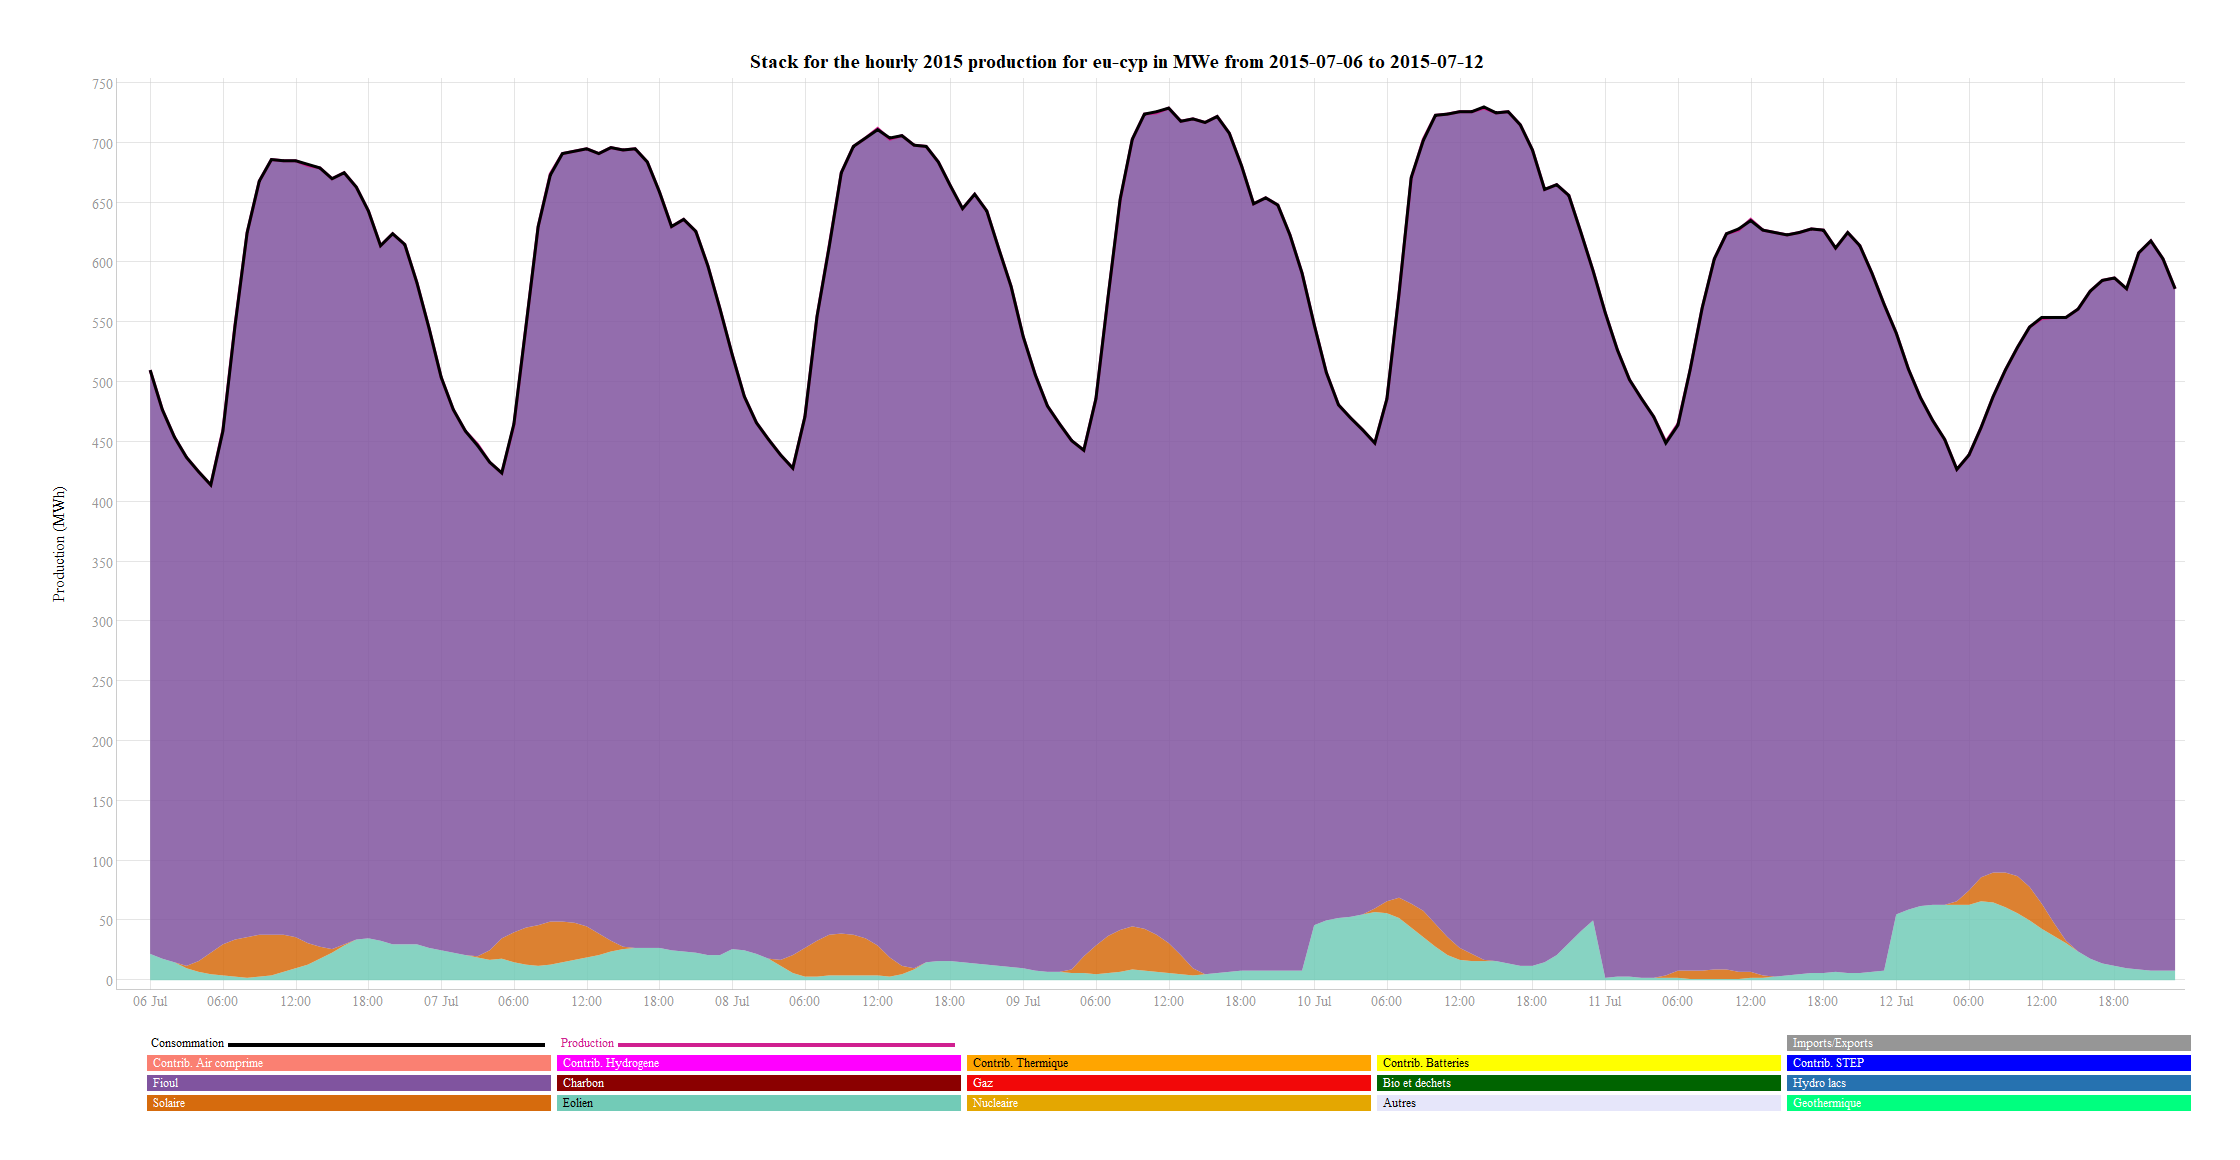 Stack for the hourly 2015 production for eu-cyp in MWe from 2015-07-06 to 2015-07-12
750
700
650
600
550
500
450
400
350
300
250
200
150
100
50
0
Production (MWh)
06 Jul 06:00 12:00 18:00 07 Jul 06:00 12:00 18:00 08 Jul 06:00 12:00 18:00 09 Jul 06:00 12:00 18:00 10 Jul 06:00 12:00 18:00 11 Jul 06:00 12:00 18:00 12 Jul 06:00 12:00 18:00
Consommation Production Imports/Exports
Contrib. Air comprime Contrib. Hydrogene Contrib. Thermique Contrib. Batteries Contrib. STEP
Fioul Charbon Gaz Bio et dechets Hydro lacs
Solaire Eolien Nucleaire Autres Geothermique